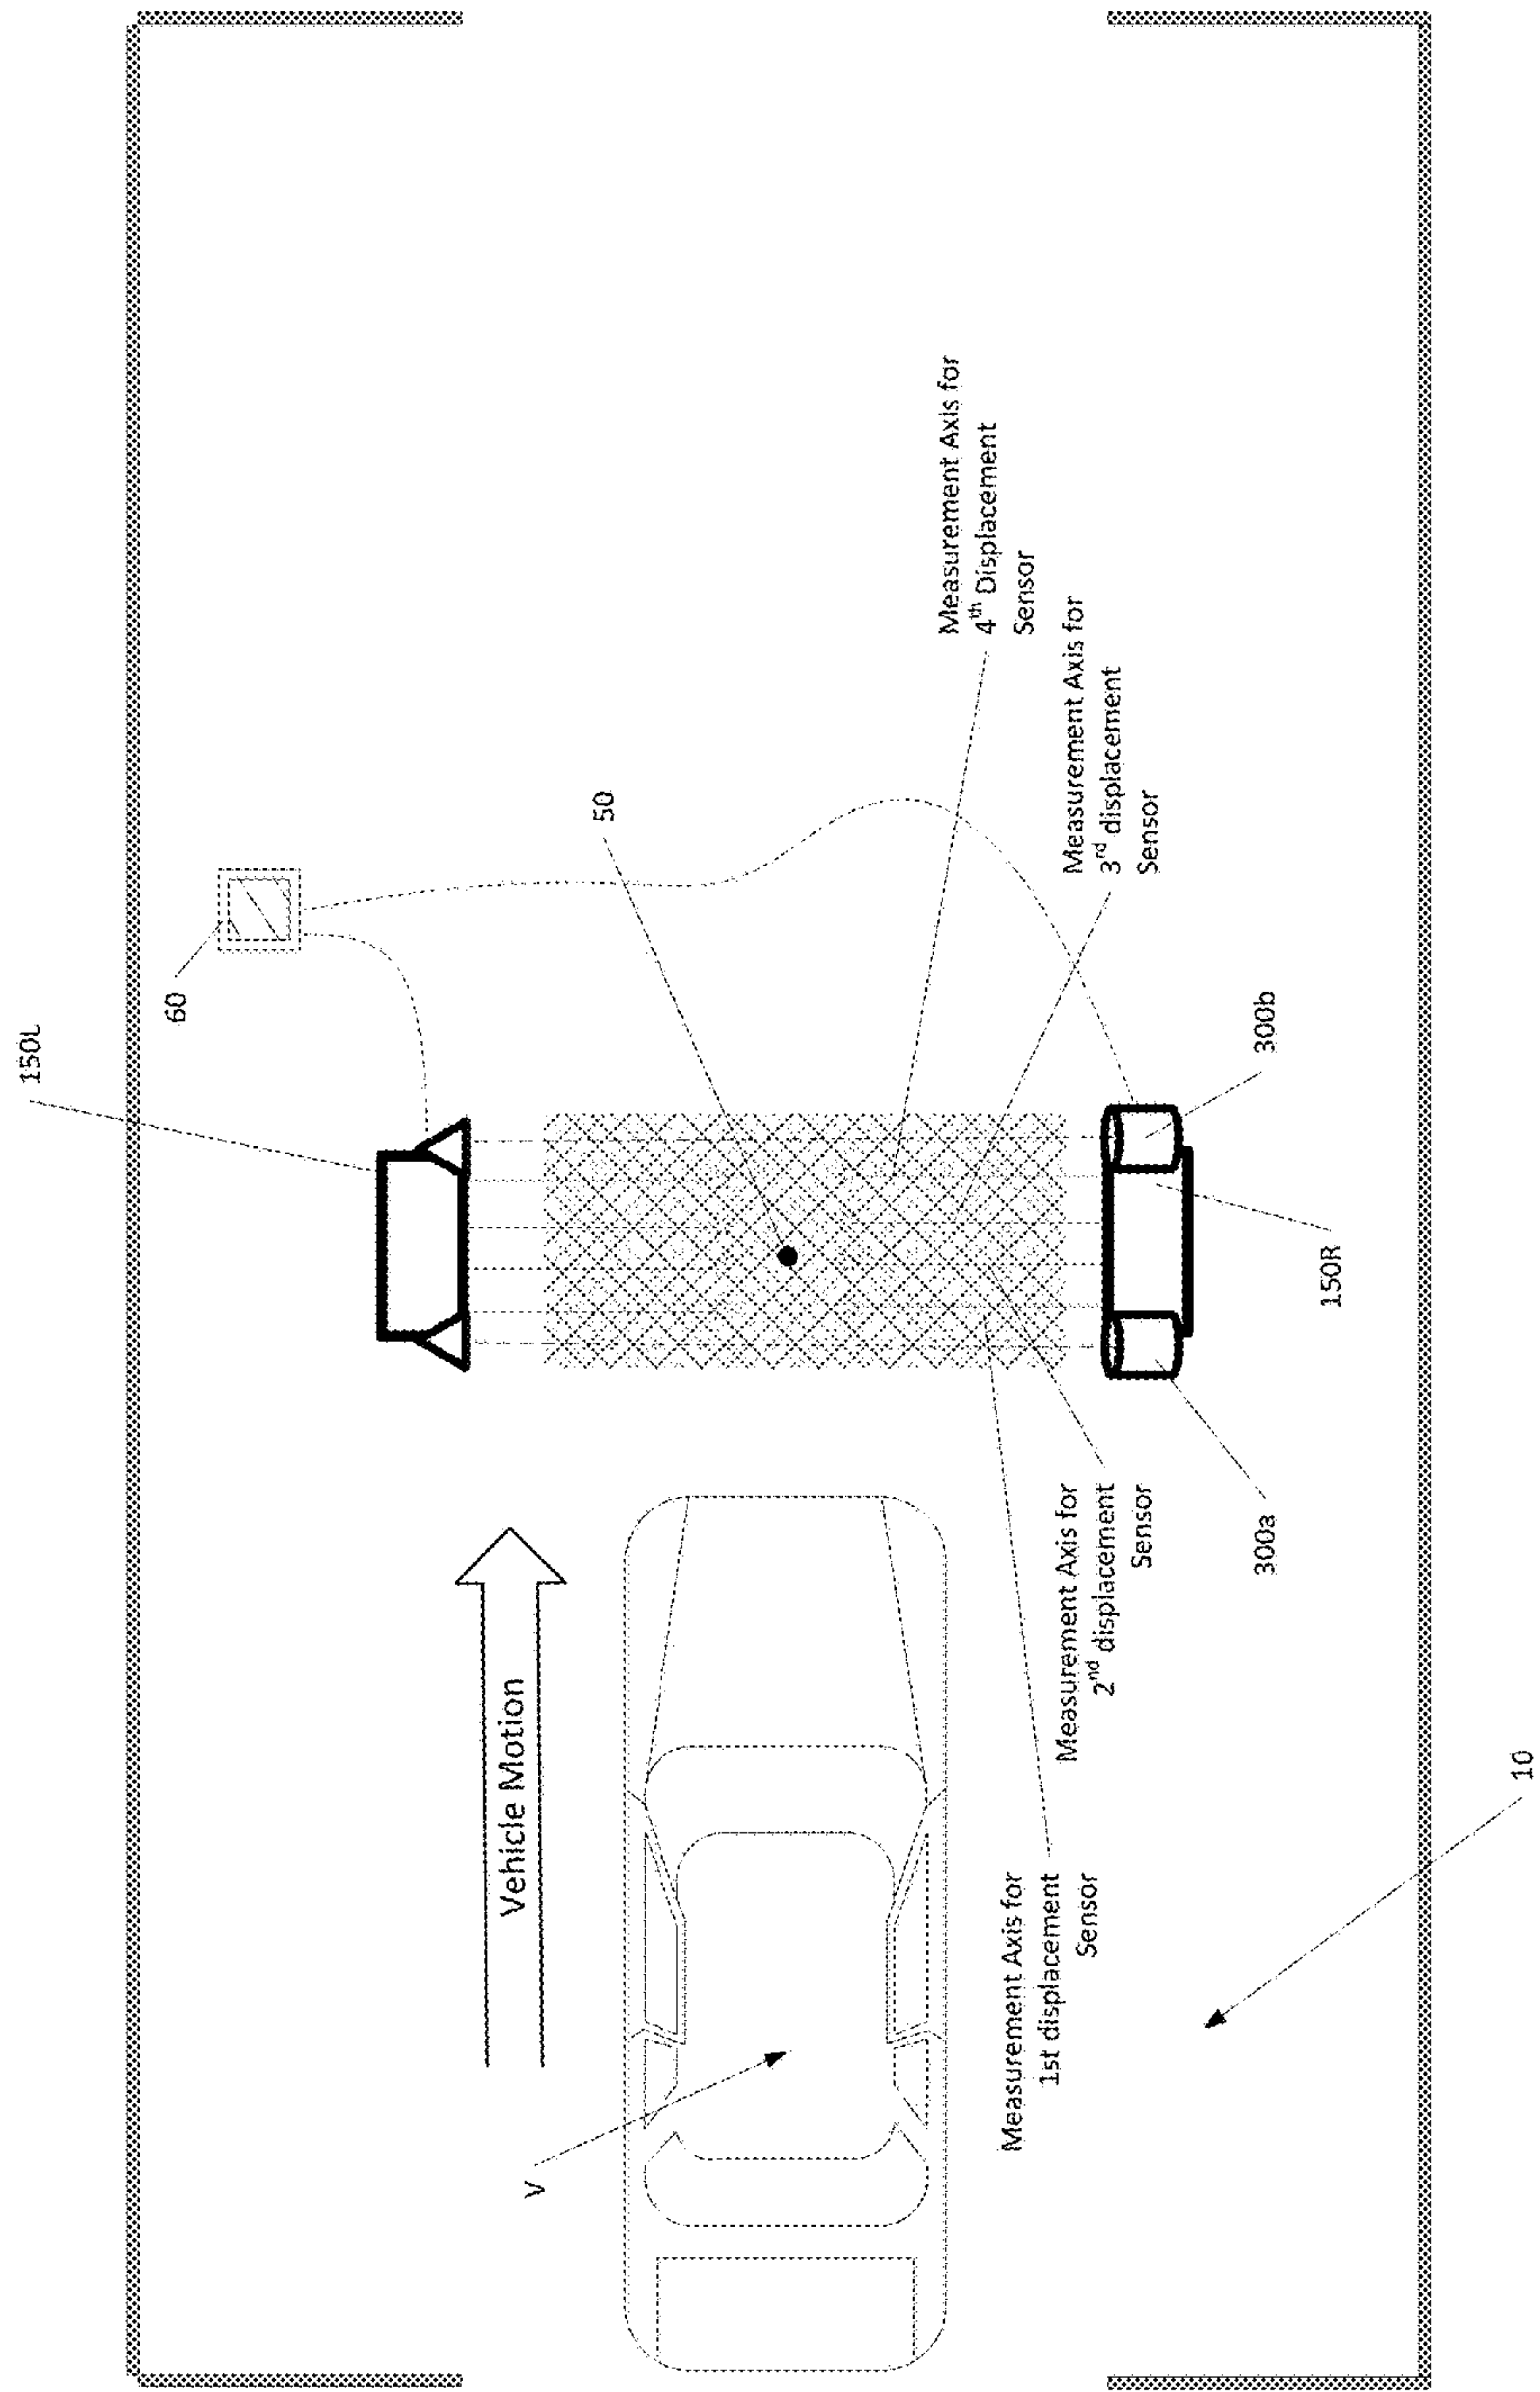 150L
60
50
Vehicle Motion
V
Measurement Axis for
4th Displacement
Sensor
Measurement Axis for
3rd displacement
Sensor
Measurement Axis for
2nd displacement
Sensor
Measurement Axis for
1st displacement
Sensor
300b
150R
300a
10